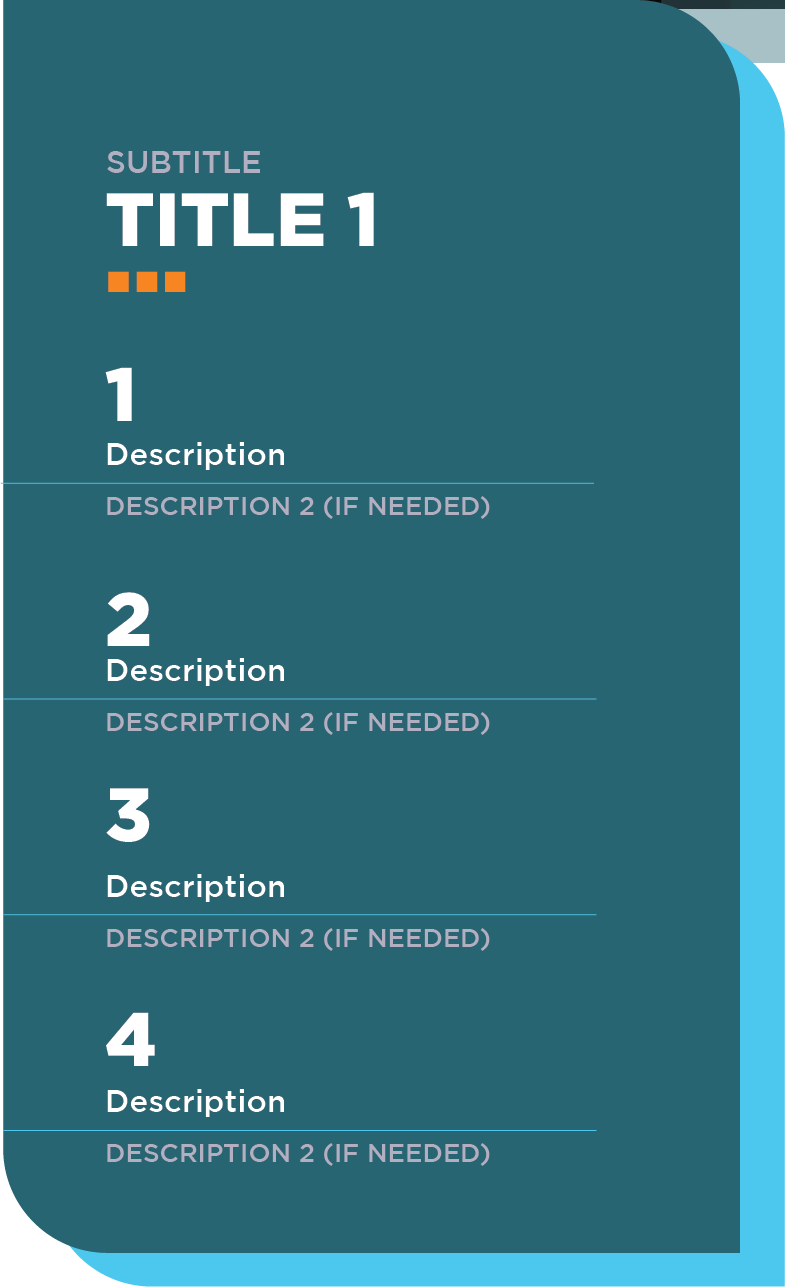 SUBTITLE
TITLE 1
1
Description
DESCRIPTION 2 (IF NEEDED)
2
Description
DESCRIPTION 2 (IF NEEDED)
3
Description
DESCRIPTION 2 (IF NEEDED)
4
Description
DESCRIPTION 2 (IF NEEDED)